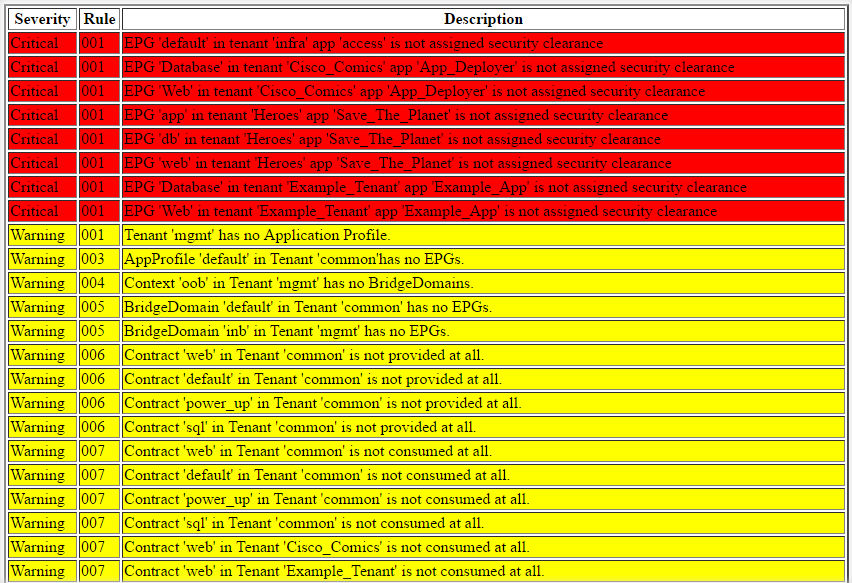 Severity Rule Description
Critical 001 EPG 'default' in tenant 'infra' app 'access' is not assigned security clearance
Critical 001 EPG 'Database' in tenant 'Cisco_Comics' app 'App_Deployer' is not assigned security clearance
Critical 001 EPG 'Web' in tenant 'Cisco_Comics' app 'App_Deployer' is not assigned security clearance
Critical 001 EPG 'app' in tenant 'Heroes' app 'Save_The_Planet' is not assigned security clearance
Critical 001 EPG 'db' in tenant 'Heroes' app 'Save_The_Planet' is not assigned security clearance
Critical 001 EPG 'web' in tenant 'Heroes' app 'Save_The_Planet' is not assigned security clearance
Critical 001 EPG 'Database' in tenant 'Example_Tenant' app 'Example_App' is not assigned security clearance
Critical 001 EPG 'Web' in tenant 'Example_Tenant' app 'Example_App' is not assigned security clearance
Warning 001 Tenant 'mgmt' has no Application Profile.
Warning 003 AppProfile 'default' in Tenant 'common'has no EPGs.
Warning 004 Context 'oob' in Tenant 'mgmt' has no BridgeDomains.
Warning 005 BridgeDomain 'default' in Tenant 'common' has no EPGs.
Warning 005 BridgeDomain 'inb' in Tenant 'mgmt' has no EPGs.
Warning 006 Contract 'web' in Tenant 'common' is not provided at all.
Warning 006 Contract 'default' in Tenant 'common' is not provided at all.
Warning 006 Contract 'power_up' in Tenant 'common' is not provided at all.
Warning 006 Contract 'sql' in Tenant 'common' is not provided at all.
Warning 007 Contract 'web' in Tenant 'common' is not consumed at all.
Warning 007 Contract 'default' in Tenant 'common' is not consumed at all.
Warning 007 Contract 'power_up' in Tenant 'common' is not consumed at all.
Warning 007 Contract 'sql' in Tenant 'common' is not consumed at all.
Warning 007 Contract 'web' in Tenant 'Cisco_Comics' is not consumed at all.
Warning 007 Contract 'web' in Tenant 'Example_Tenant' is not consumed at all.